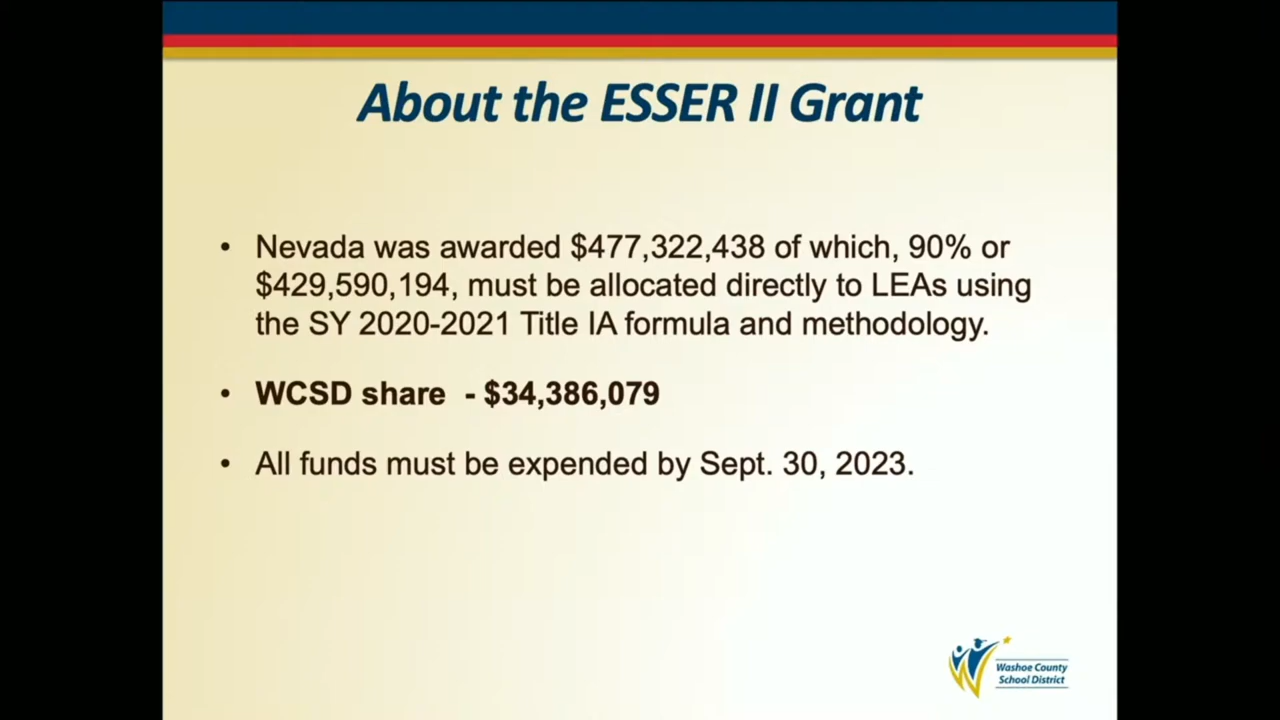 About the ESSER II Grant
• Nevada was awarded $477,322,438 of which, 90% or
$429,590,194, must be allocated directly to LEAs using
the SY 2020-2021 Title IA formula and methodology.
• WCSD share - $34,386,079
• All funds must be expended by Sept. 30, 2023.
Washoe County
School District